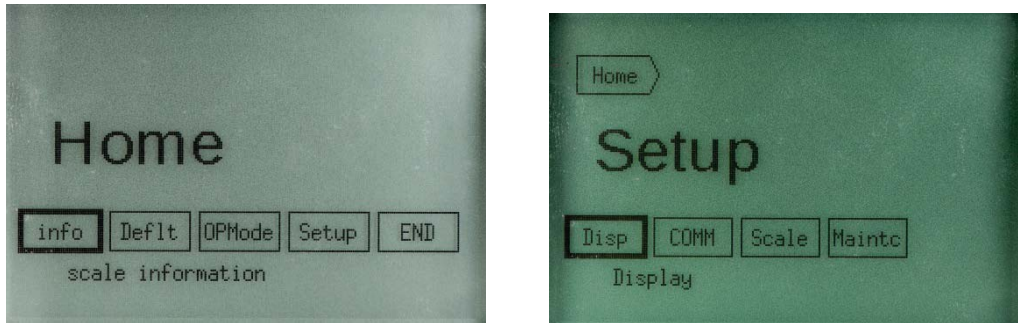 Home
info Deflt OPMode Setup END
scale information
Home
Setup
Disp COMM Scale Maintc
Display